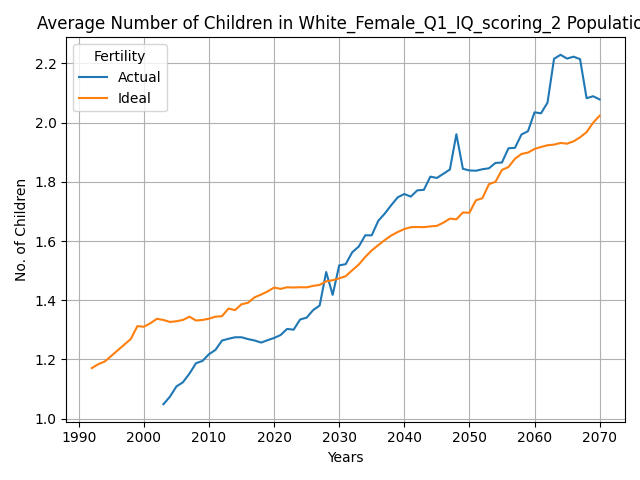 Average Number of Children in White_Female_Q1_IQ_scoring_2 Populatio
Fertility
Actual
Ideal
2.2
2.0
1.8
1.6
1.4
1.2
1.0
No. of Children
1990 2000 2010 2020 2030 2040 2050 2060 2070
Years